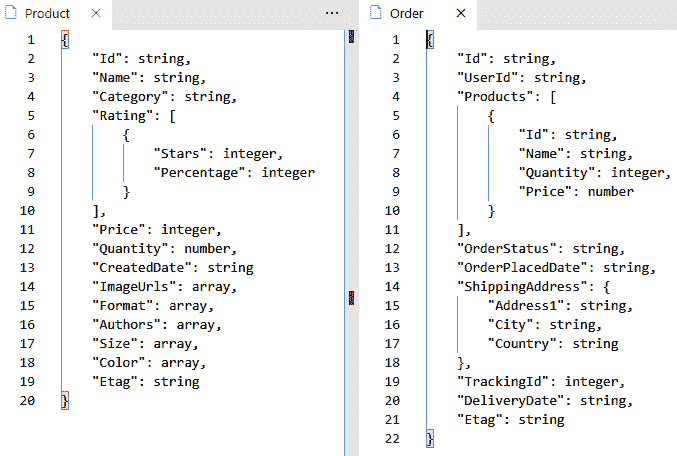 Product
1 {
2 "Id": string,
3 "Name": string,
4 "Category": string,
5 "Rating": [
6 {
7 "Stars": integer,
8 "Percentage": integer
9 }
10 ],
11 "Price": integer,
12 "Quantity": number,
13 "CreatedDate": string
14 "ImageUrls": array,
15 "Format": array,
16 "Authors": array,
17 "Size": array,
18 "Color": array,
19 "Etag": string
20 }
Order
1 {
2 "Id": string,
3 "UserId": string,
4 "Products": [
5 {
6 "Id": string,
7 "Name": string,
8 "Quantity": integer,
9 "Price": number
10 }
11 ],
12 "OrderStatus": string,
13 "OrderPlacedDate": string,
14 "ShippingAddress": {
15 "Address1": string,
16 "City": string,
17 "Country": string
18 },
19 "TrackingId": integer,
20 "DeliveryDate": string,
21 "Etag": string
22 }